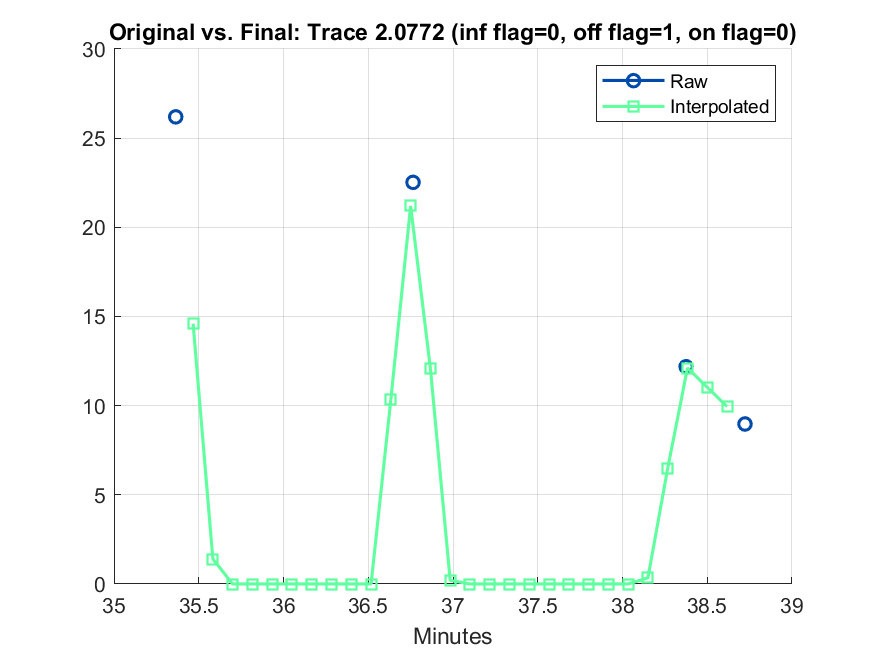 Original vs. Final: Trace 2.0772 (inf flag=0, off flag=1, on flag=0)
30
25
20
15
10
5
0
Raw
Interpolated
35 35.5 36 36.5 37 37.5 38 38.5 39
Minutes